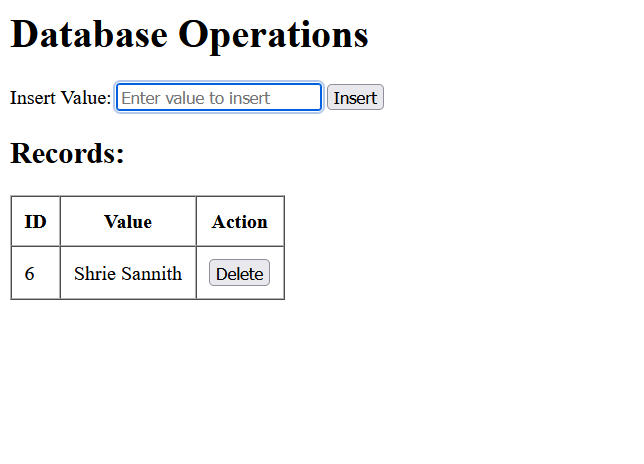 Database Operations
Insert Value: Enter value to insert Insert
Records:
ID Value Action
6 Shrie Sannith Delete